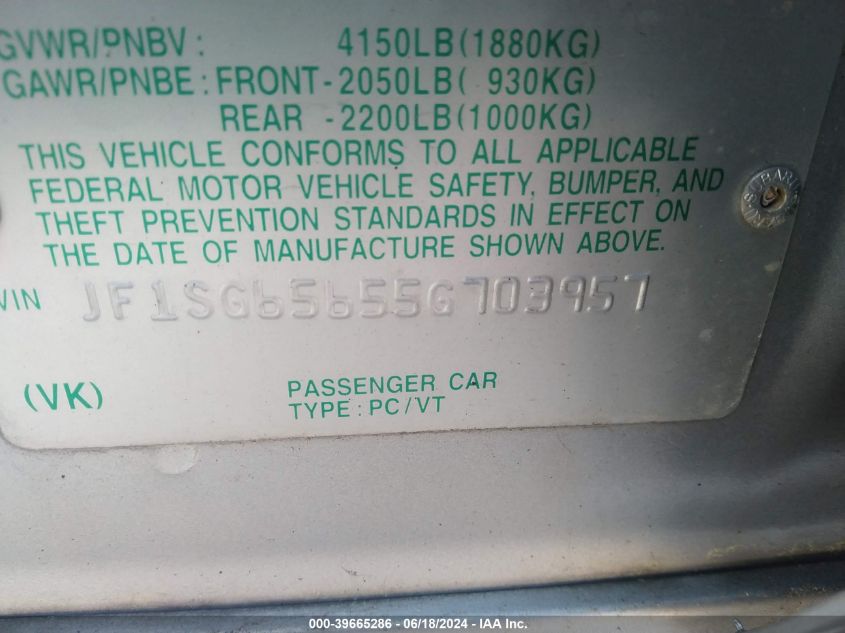 GVWR/PNBV : 4150LB(1880KG)
GAWR/PNBE : FRONT-2050LB( 930KG)
REAR -2200LB(1000KG)
THIS VEHICLE CONFORMS TO ALL APPLICABLE
FEDERAL MOTOR VEHICLE SAFETY, BUMPER, AND
THEFT PREVENTION STANDARDS IN EFFECT ON
THE DATE OF MANUFACTURE SHOWN ABOVE.
VIN JF1SG65655G703957
(VK) PASSENGER CAR
TYPE : PC/VT
SUBARU
000-39665286 - 06/18/2024 - IAA Inc.